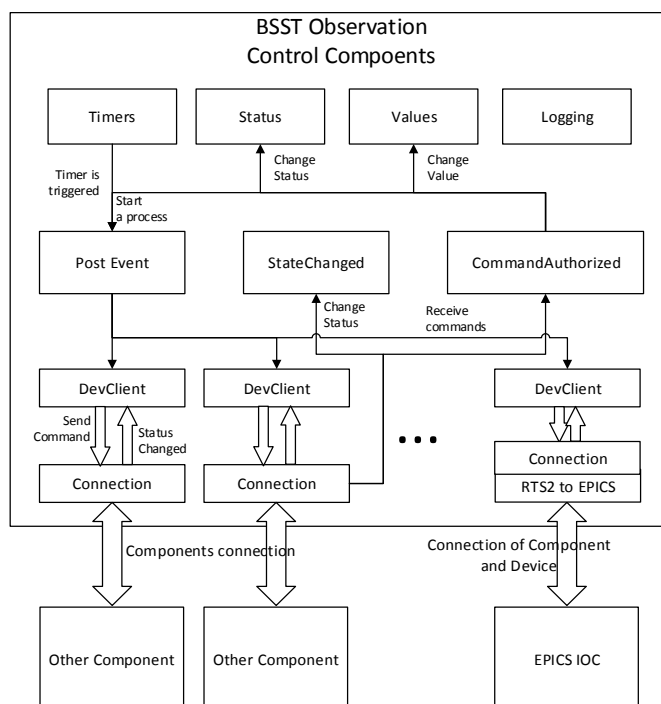 BSST Observation
Control Compoents
Timers
Status
Values
Logging
Timer is
triggered
Change
Status
Change
Value
Start
a process
Post Event
StateChanged
CommandAuthorized
Change
Status
Receive
commands
DevClient
DevClient
DevClient
Send
Command
Status
Changed
...
Connection
Connection
Connection
RTS2 to EPICS
Components connection
Connection of Component
and Device
Other Component
Other Component
EPICS IOC